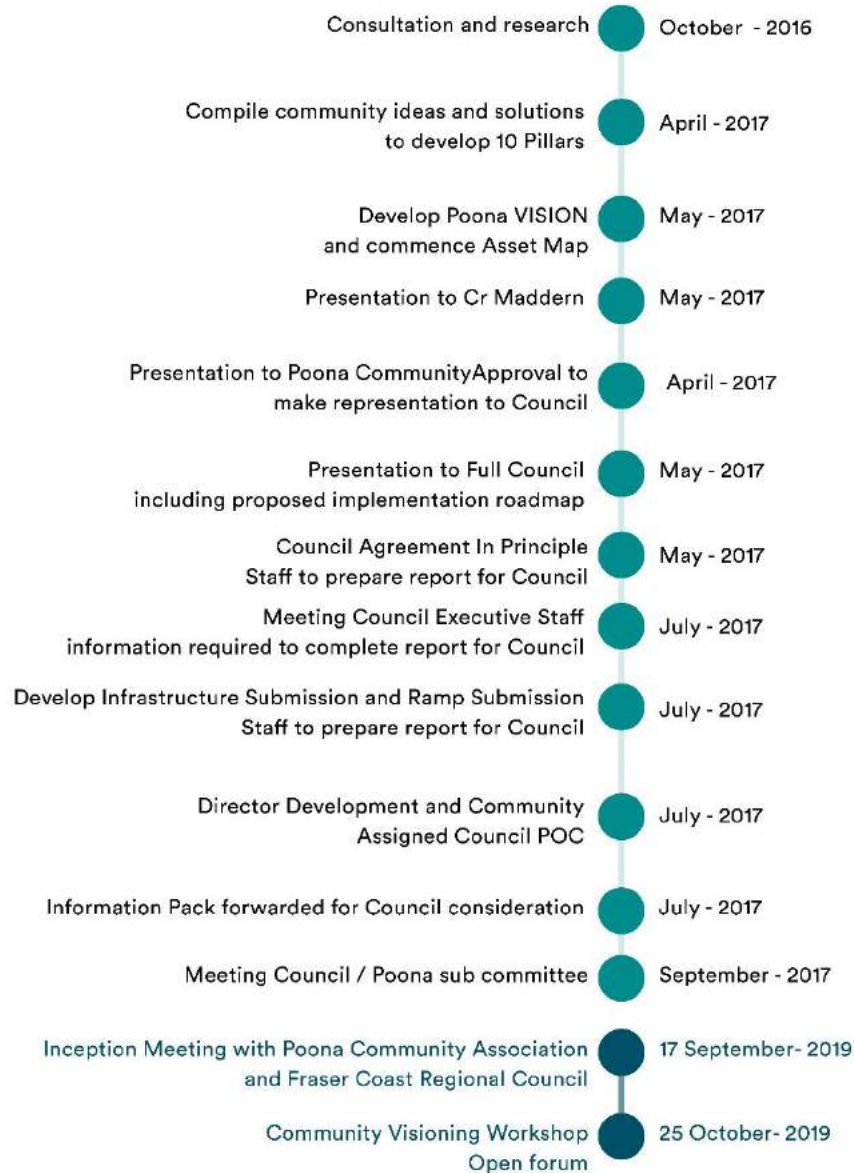 Consultation and research October - 2016
Compile community ideas and solutions
to develop 10 Pillars
April - 2017
Develop Poona VISION
and commence Asset Map
May - 2017
Presentation to Cr Maddern May - 2017
Presentation to Poona CommunityApproval to
make representation to Council
April - 2017
Presentation to Full Council
including proposed implementation roadmap
May - 2017
Council Agreement In Principle
Staff to prepare report for Council
May - 2017
Meeting Council Executive Staff
information required to complete report for Council
July - 2017
Develop Infrastructure Submission and Ramp Submission
Staff to prepare report for Council
July - 2017
Director Development and Community
Assigned Council POC
July - 2017
Information Pack forwarded for Council consideration July - 2017
Meeting Council / Poona sub committee September - 2017
Inception Meeting with Poona Community Association
and Fraser Coast Regional Council
17 September- 2019
Community Visioning Workshop
Open forum
25 October- 2019